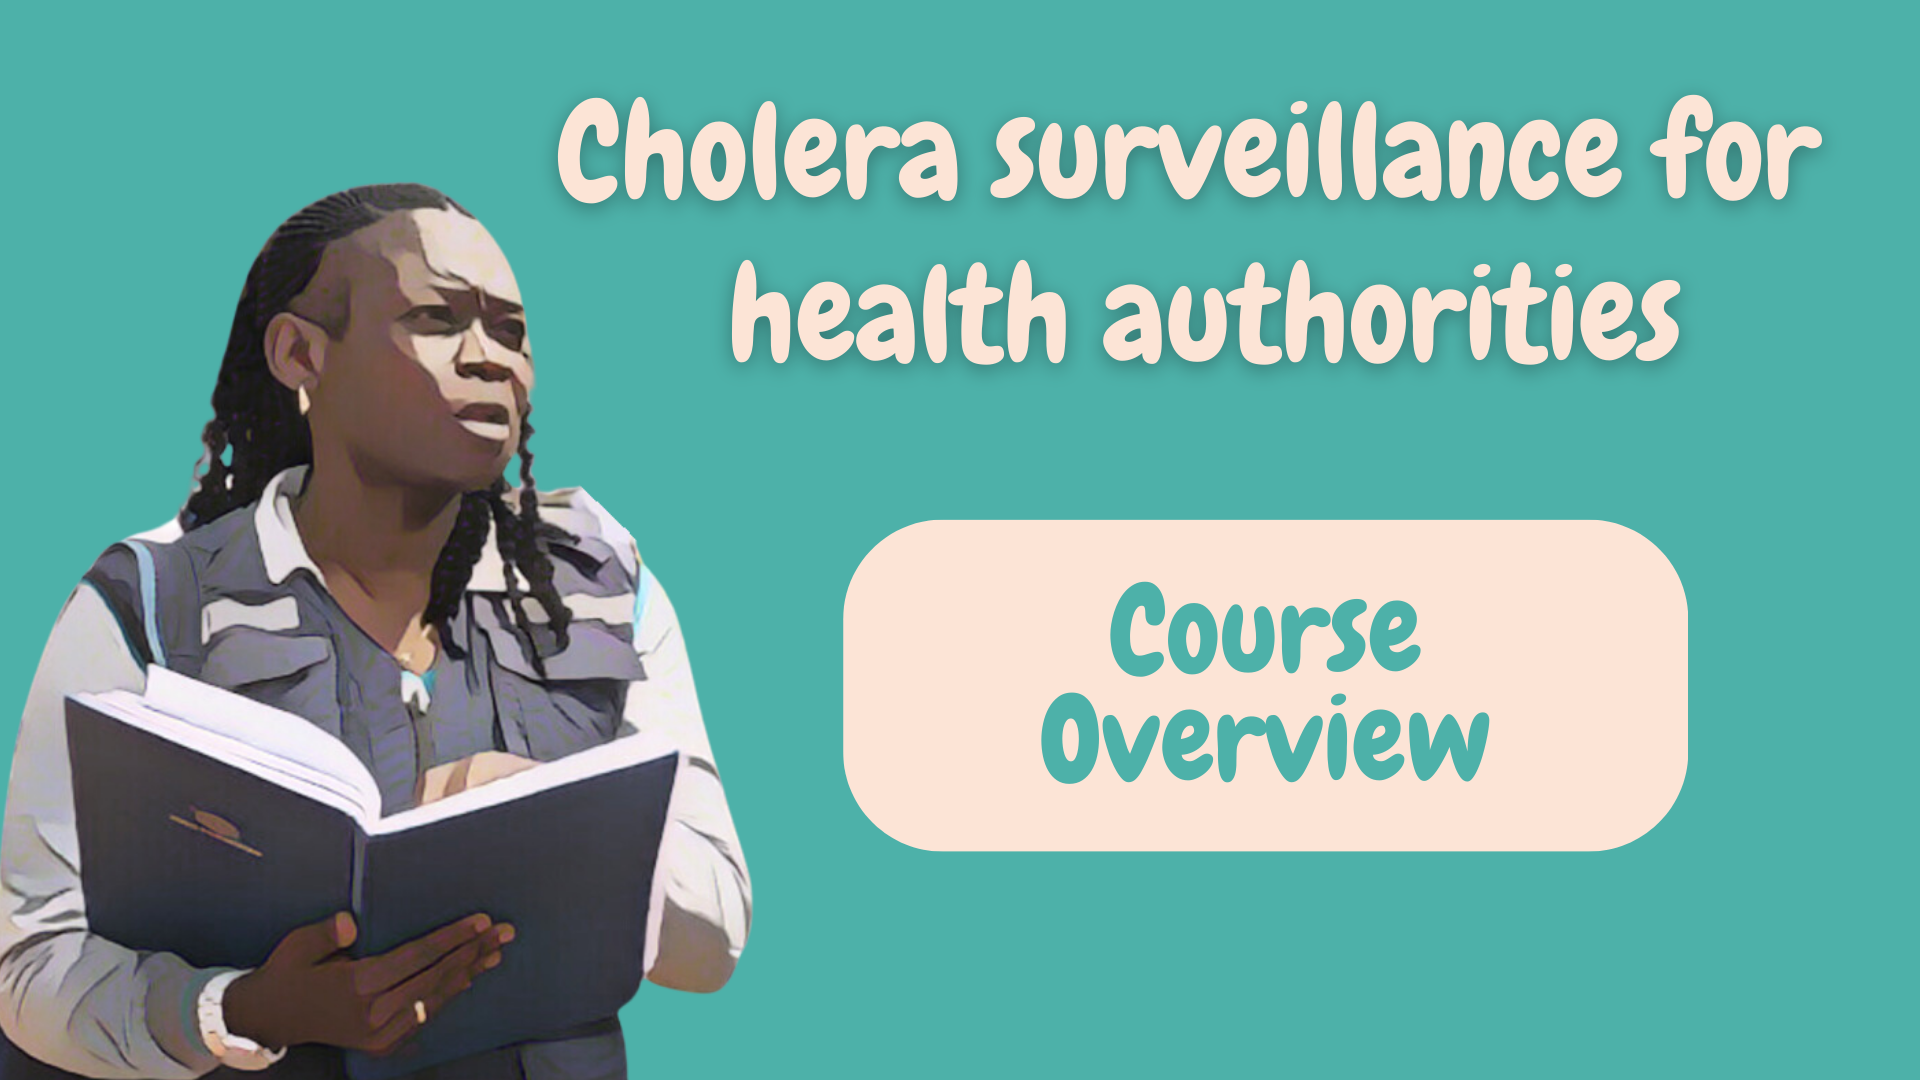 Cholera surveillance for
health authorities
Course
Overview